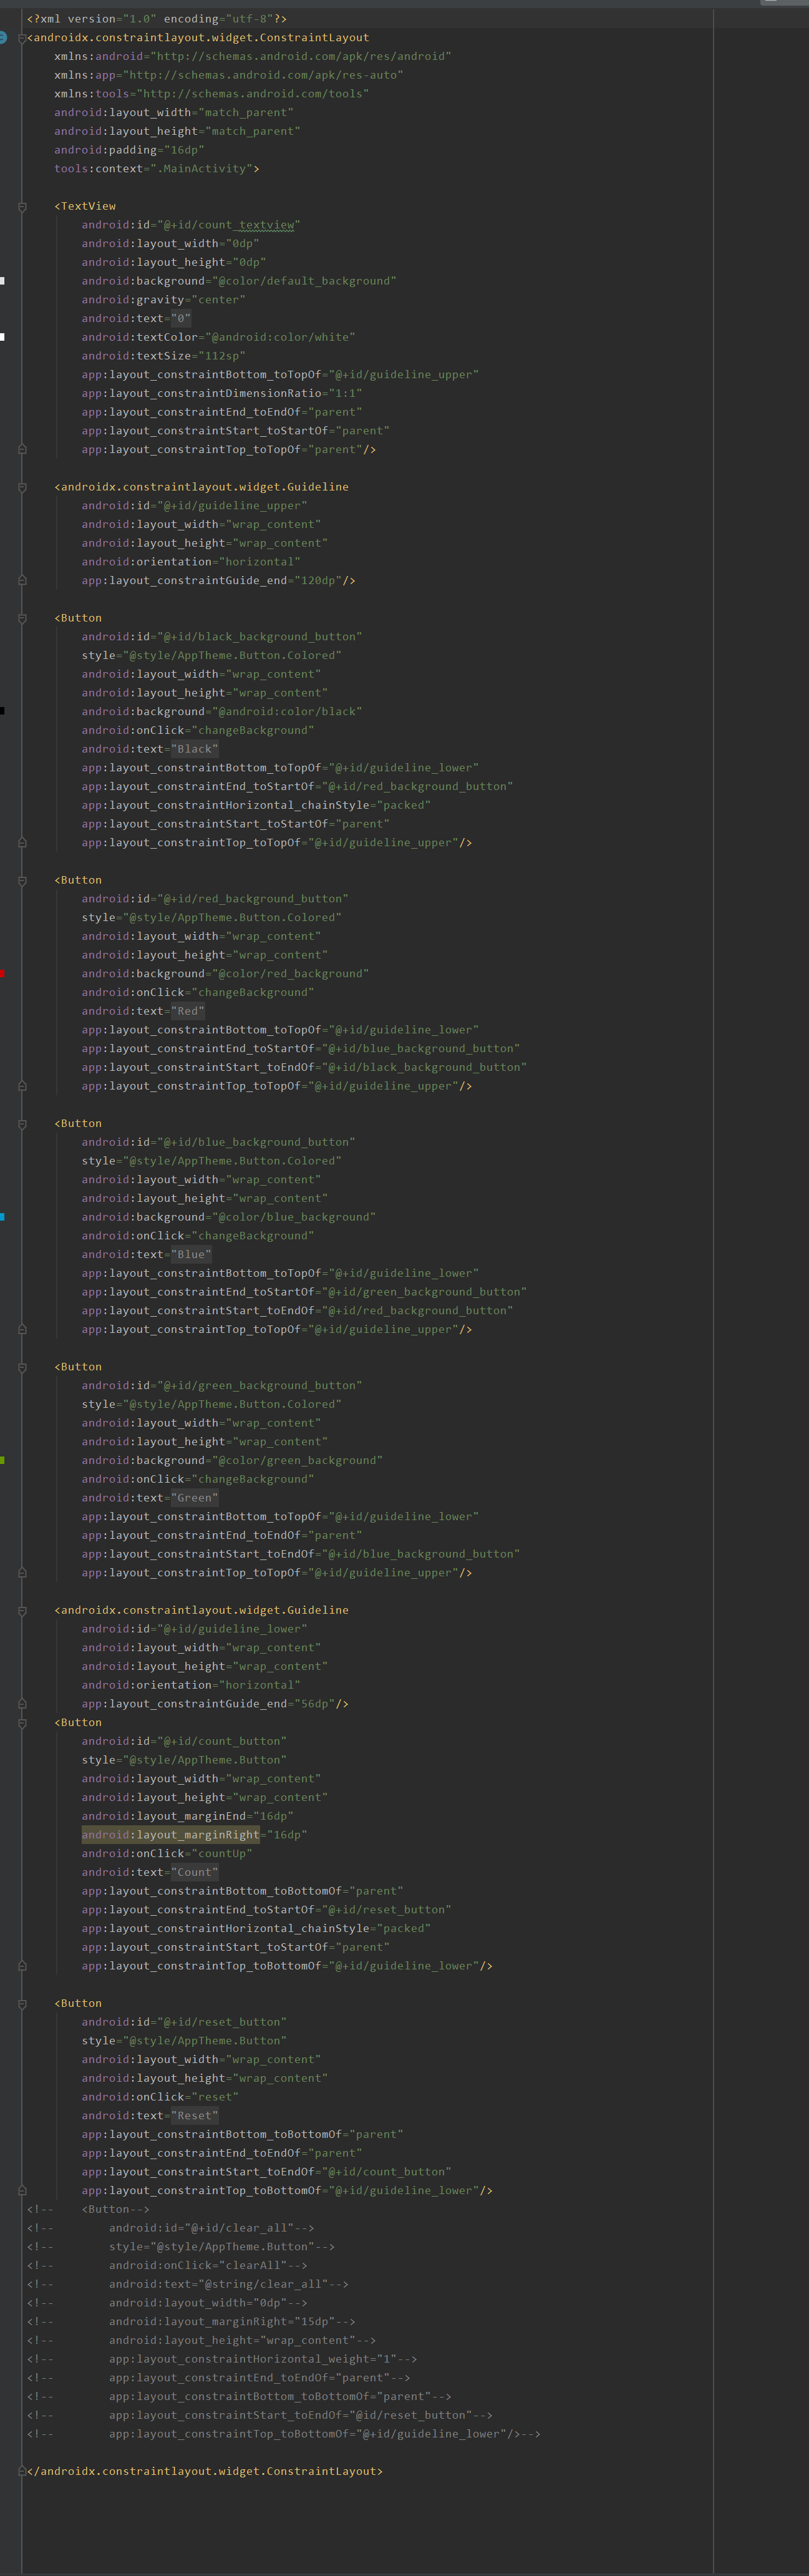 <?xml version="1.0" encoding="utf-8"?>
<androidx.constraintlayout.widget.ConstraintLayout
    xmlns:android="http://schemas.android.com/apk/res/android"
    xmlns:app="http://schemas.android.com/apk/res-auto"
    xmlns:tools="http://schemas.android.com/tools"
    android:layout_width="match_parent"
    android:layout_height="match_parent"
    android:padding="16dp"
    tools:context=".MainActivity">

    <TextView
        android:id="@+id/count_textview"
        android:layout_width="0dp"
        android:layout_height="0dp"
        android:background="@color/default_background"
        android:gravity="center"
        android:text="0"
        android:textColor="@android:color/white"
        android:textSize="112sp"
        app:layout_constraintBottom_toTopOf="@+id/guideline_upper"
        app:layout_constraintDimensionRatio="1:1"
        app:layout_constraintEnd_toEndOf="parent"
        app:layout_constraintStart_toStartOf="parent"
        app:layout_constraintTop_toTopOf="parent"/>

    <androidx.constraintlayout.widget.Guideline
        android:id="@+id/guideline_upper"
        android:layout_width="wrap_content"
        android:layout_height="wrap_content"
        android:orientation="horizontal"
        app:layout_constraintGuide_end="120dp"/>

    <Button
        android:id="@+id/black_background_button"
        style="@style/AppTheme.Button.Colored"
        android:layout_width="wrap_content"
        android:layout_height="wrap_content"
        android:background="@android:color/black"
        android:onClick="changeBackground"
        android:text="Black"
        app:layout_constraintBottom_toTopOf="@+id/guideline_lower"
        app:layout_constraintEnd_toStartOf="@+id/red_background_button"
        app:layout_constraintHorizontal_chainStyle="packed"
        app:layout_constraintStart_toStartOf="parent"
        app:layout_constraintTop_toTopOf="@+id/guideline_upper"/>

    <Button
        android:id="@+id/red_background_button"
        style="@style/AppTheme.Button.Colored"
        android:layout_width="wrap_content"
        android:layout_height="wrap_content"
        android:background="@color/red_background"
        android:onClick="changeBackground"
        android:text="Red"
        app:layout_constraintBottom_toTopOf="@+id/guideline_lower"
        app:layout_constraintEnd_toStartOf="@+id/blue_background_button"
        app:layout_constraintStart_toEndOf="@+id/black_background_button"
        app:layout_constraintTop_toTopOf="@+id/guideline_upper"/>

    <Button
        android:id="@+id/blue_background_button"
        style="@style/AppTheme.Button.Colored"
        android:layout_width="wrap_content"
        android:layout_height="wrap_content"
        android:background="@color/blue_background"
        android:onClick="changeBackground"
        android:text="Blue"
        app:layout_constraintBottom_toTopOf="@+id/guideline_lower"
        app:layout_constraintEnd_toStartOf="@+id/green_background_button"
        app:layout_constraintStart_toEndOf="@+id/red_background_button"
        app:layout_constraintTop_toTopOf="@+id/guideline_upper"/>

    <Button
        android:id="@+id/green_background_button"
        style="@style/AppTheme.Button.Colored"
        android:layout_width="wrap_content"
        android:layout_height="wrap_content"
        android:background="@color/green_background"
        android:onClick="changeBackground"
        android:text="Green"
        app:layout_constraintBottom_toTopOf="@+id/guideline_lower"
        app:layout_constraintEnd_toEndOf="parent"
        app:layout_constraintStart_toEndOf="@+id/blue_background_button"
        app:layout_constraintTop_toTopOf="@+id/guideline_upper"/>

    <androidx.constraintlayout.widget.Guideline
        android:id="@+id/guideline_lower"
        android:layout_width="wrap_content"
        android:layout_height="wrap_content"
        android:orientation="horizontal"
        app:layout_constraintGuide_end="56dp"/>
    <Button
        android:id="@+id/count_button"
        style="@style/AppTheme.Button"
        android:layout_width="wrap_content"
        android:layout_height="wrap_content"
        android:layout_marginEnd="16dp"
        android:layout_marginRight="16dp"
        android:onClick="countUp"
        android:text="Count"
        app:layout_constraintBottom_toBottomOf="parent"
        app:layout_constraintEnd_toStartOf="@+id/reset_button"
        app:layout_constraintHorizontal_chainStyle="packed"
        app:layout_constraintStart_toStartOf="parent"
        app:layout_constraintTop_toBottomOf="@+id/guideline_lower"/>

    <Button
        android:id="@+id/reset_button"
        style="@style/AppTheme.Button"
        android:layout_width="wrap_content"
        android:layout_height="wrap_content"
        android:onClick="reset"
        android:text="Reset"
        app:layout_constraintBottom_toBottomOf="parent"
        app:layout_constraintEnd_toEndOf="parent"
        app:layout_constraintStart_toEndOf="@+id/count_button"
        app:layout_constraintTop_toBottomOf="@+id/guideline_lower"/>
<!--    <Button-->
<!--        android:id="@+id/clear_all"-->
<!--        style="@style/AppTheme.Button"-->
<!--        android:onClick="clearAll"-->
<!--        android:text="@string/clear_all"-->
<!--        android:layout_width="0dp"-->
<!--        android:layout_marginRight="15dp"-->
<!--        android:layout_height="wrap_content"-->
<!--        app:layout_constraintHorizontal_weight="1"-->
<!--        app:layout_constraintEnd_toEndOf="parent"-->
<!--        app:layout_constraintBottom_toBottomOf="parent"-->
<!--        app:layout_constraintStart_toEndOf="@id/reset_button"-->
<!--        app:layout_constraintTop_toBottomOf="@+id/guideline_lower"/>-->

</androidx.constraintlayout.widget.ConstraintLayout>